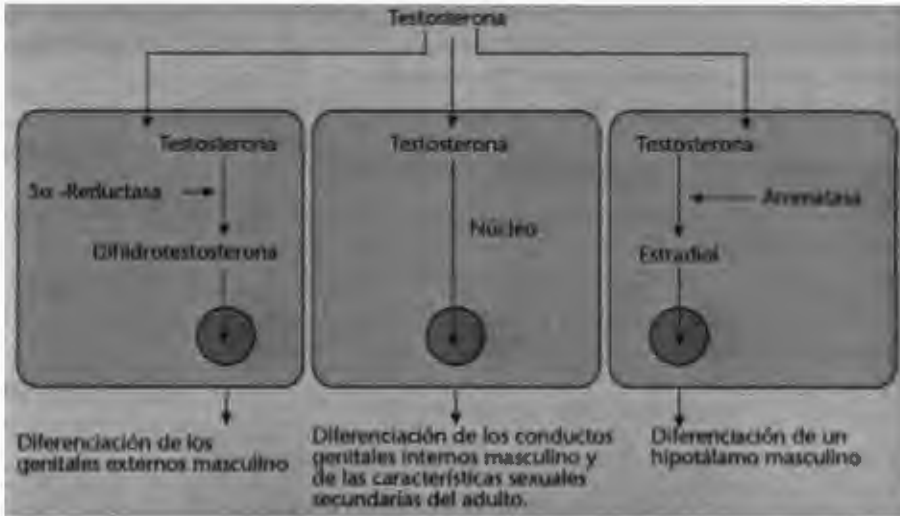 Testosterona
Testosterona
Testosterona
Testosterona
5α -Reductasa
Aromatasa
Núcleo
Dihidrotestosterona
Estradiol
Diferenciación de los
genitales externos masculino
Diferenciación de los conductos
genitales internos masculino y
de las características sexuales
secundarias del adulto.
Diferenciación de un
hipotálamo masculino